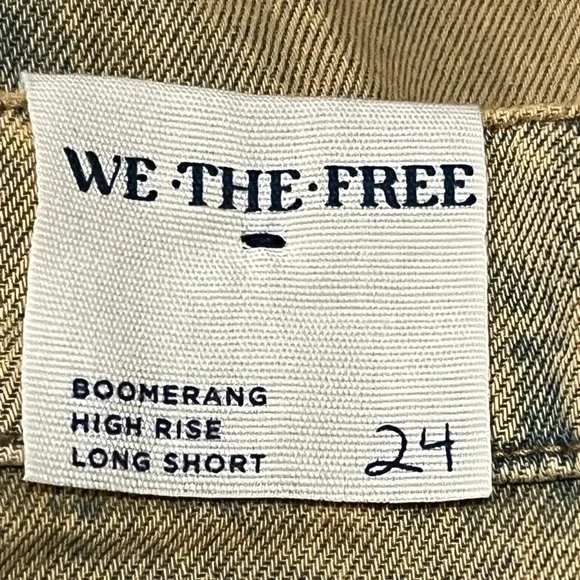 WE·THE·FREE
BOOMERANG
HIGH RISE
LONG SHORT
24